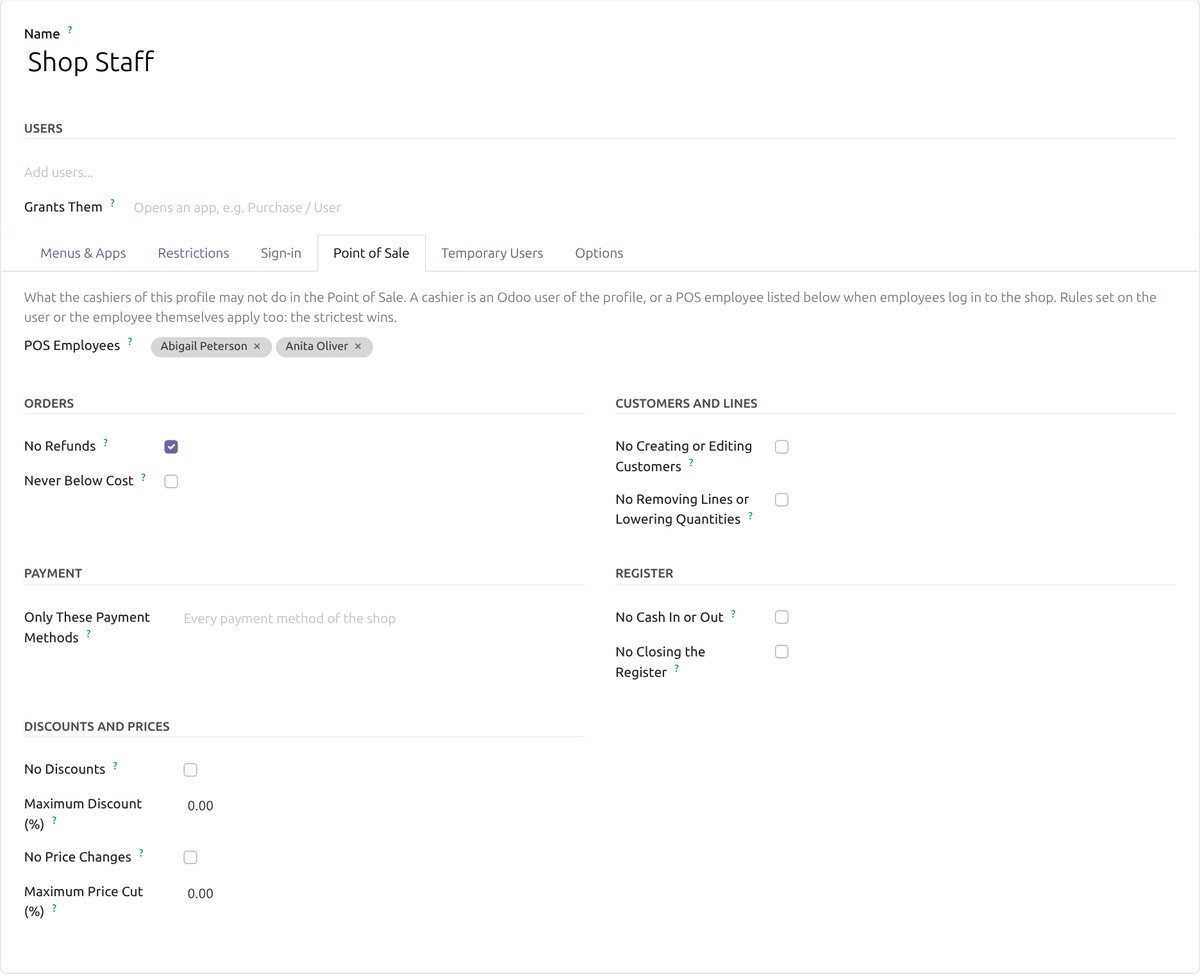 Name ?
Shop Staff
USERS
Add users...
Grants Them ? Opens an app, e.g. Purchase / User
Menus & Apps Restrictions Sign-in Point of Sale Temporary Users Options
What the cashiers of this profile may not do in the Point of Sale. A cashier is an Odoo user of the profile, or a POS employee listed below when employees log in to the shop. Rules set on the
user or the employee themselves apply too: the strictest wins.
POS Employees ? Abigail Peterson × Anita Oliver ×
ORDERS
No Refunds ?
Never Below Cost ?
CUSTOMERS AND LINES
No Creating or Editing
Customers ?
No Removing Lines or
Lowering Quantities ?
PAYMENT
Only These Payment
Methods ? Every payment method of the shop
REGISTER
No Cash In or Out ?
No Closing the
Register ?
DISCOUNTS AND PRICES
No Discounts ?
Maximum Discount
(%) ? 0.00
No Price Changes ?
Maximum Price Cut
(%) ? 0.00